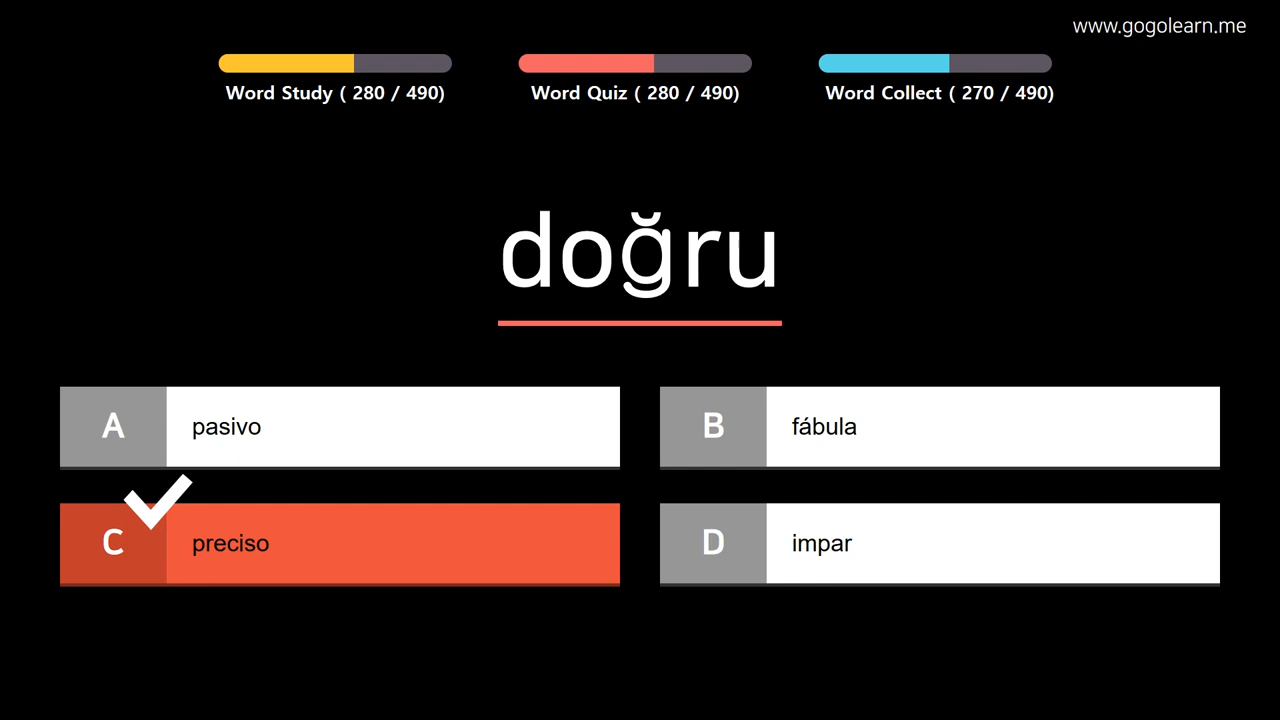 www.gogolearn.me
Word Study ( 280 / 490)
Word Quiz ( 280 / 490)
Word Collect ( 270 / 490)
doğru
A pasivo
B fábula
C preciso
D impar